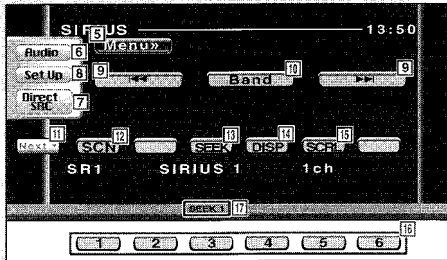 SIRIUS 13:50
5 Menu»
Audio 6
Set Up 8
Direct SRC 7
9 ◄◄ 10 Band ►► 9
11 Next 12 SCN 13 SEEK 14 DISP 15 SCRL
SR1 SIRIUS 1 1ch
SEEK 1 17
16
1 2 3 4 5 6